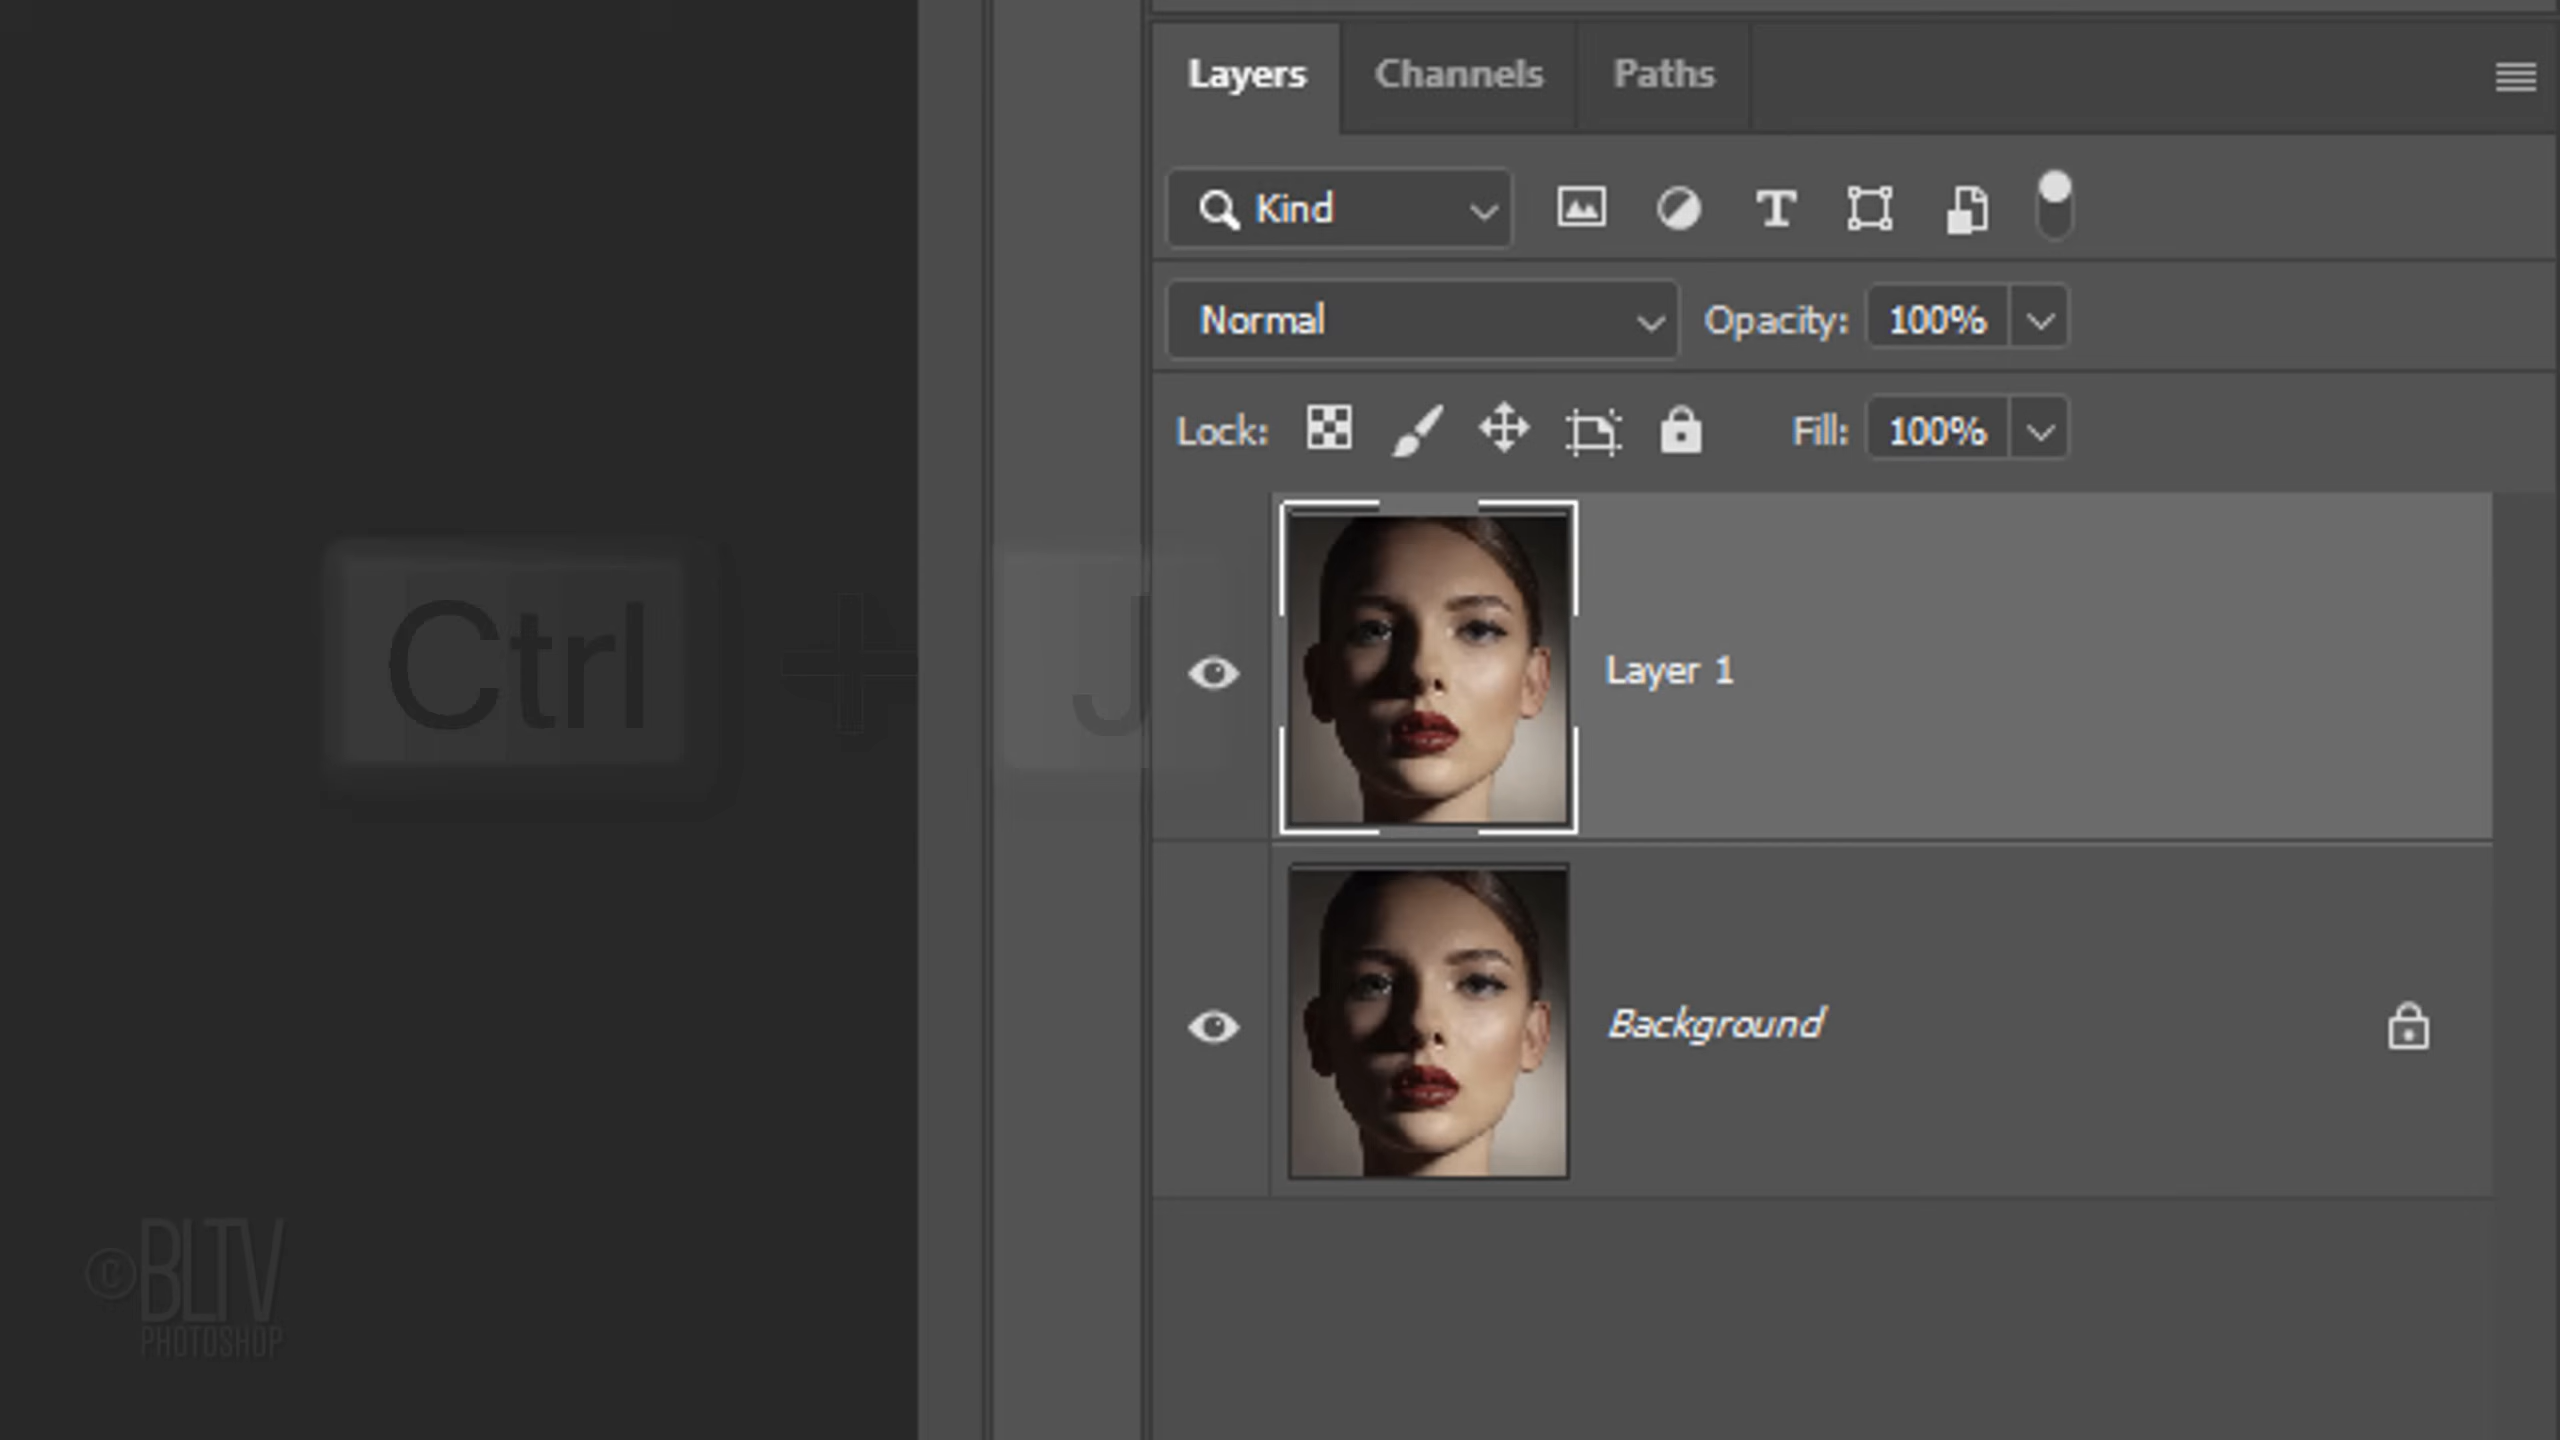 Layers Channels Paths
Kind
Normal Opacity: 100%
Lock: Fill: 100%
Ctrl + J
Layer 1
Background
©BLTV
PHOTOSHOP